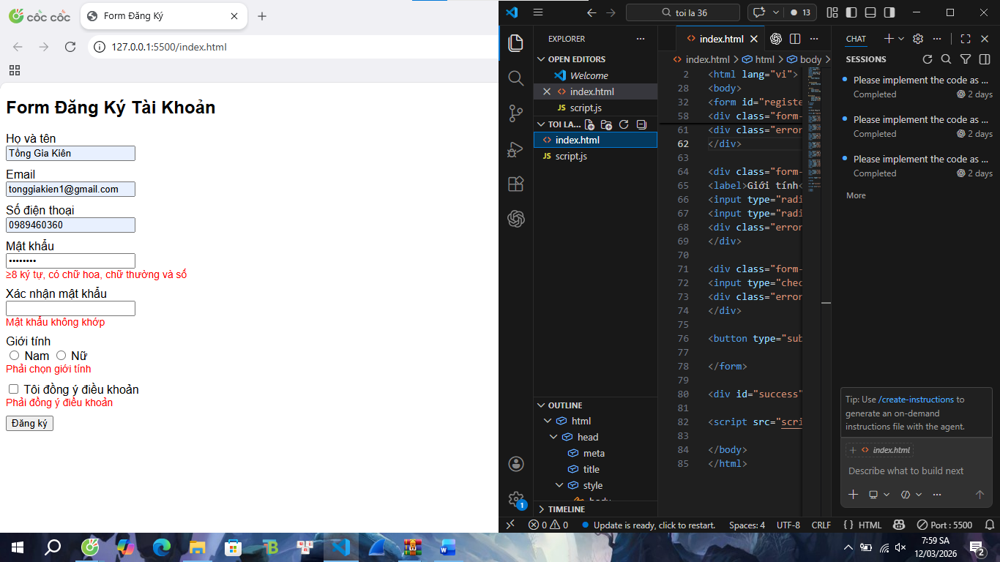 cốc cốc
Form Đăng Ký
127.0.0.1:5500/index.html
Form Đăng Ký Tài Khoản
Họ và tên
Tống Gia Kiên
Email
tonggiakien1@gmail.com
Số điện thoại
0989460360
Mật khẩu
••••••••
≥8 ký tự, có chữ hoa, chữ thường và số
Xác nhận mật khẩu
Mật khẩu không khớp
Giới tính
Nam Nữ
Phải chọn giới tính
Tôi đồng ý điều khoản
Phải đồng ý điều khoản
Đăng ký
toi la 36
13
EXPLORER
OPEN EDITORS
Welcome
index.html
JS script.js
TOI LA...
index.html
JS script.js
OUTLINE
html
head
meta
title
style
body
TIMELINE
index.html
index.html > html > body >
2 <html lang="vi">
28 <body>
32 <form id="registe
58 <div class="form-
61 <div class="error
62 </div>
63
64 <div class="form-
65 <label>Giới tính<
66 <input type="radi
67 <input type="radi
68 <div class="error
69 </div>
70
71 <div class="form-
72 <input type="chec
73 <div class="error
74 </div>
75
76 <button type="sub
77
78 </form>
79
80 <div id="success"
81
82 <script src="scri
83
84 </body>
85 </html>
CHAT
SESSIONS
Please implement the code as ...
Completed 2 days
Please implement the code as ...
Completed 2 days
Please implement the code as ...
Completed 2 days
More
Tip: Use /create-instructions to
generate an on-demand
instructions file with the agent.
+ index.html
Describe what to build next
1
0 0 Update is ready, click to restart. Spaces: 4 UTF-8 CRLF {} HTML Port : 5500
7:59 SA
12/03/2026
2